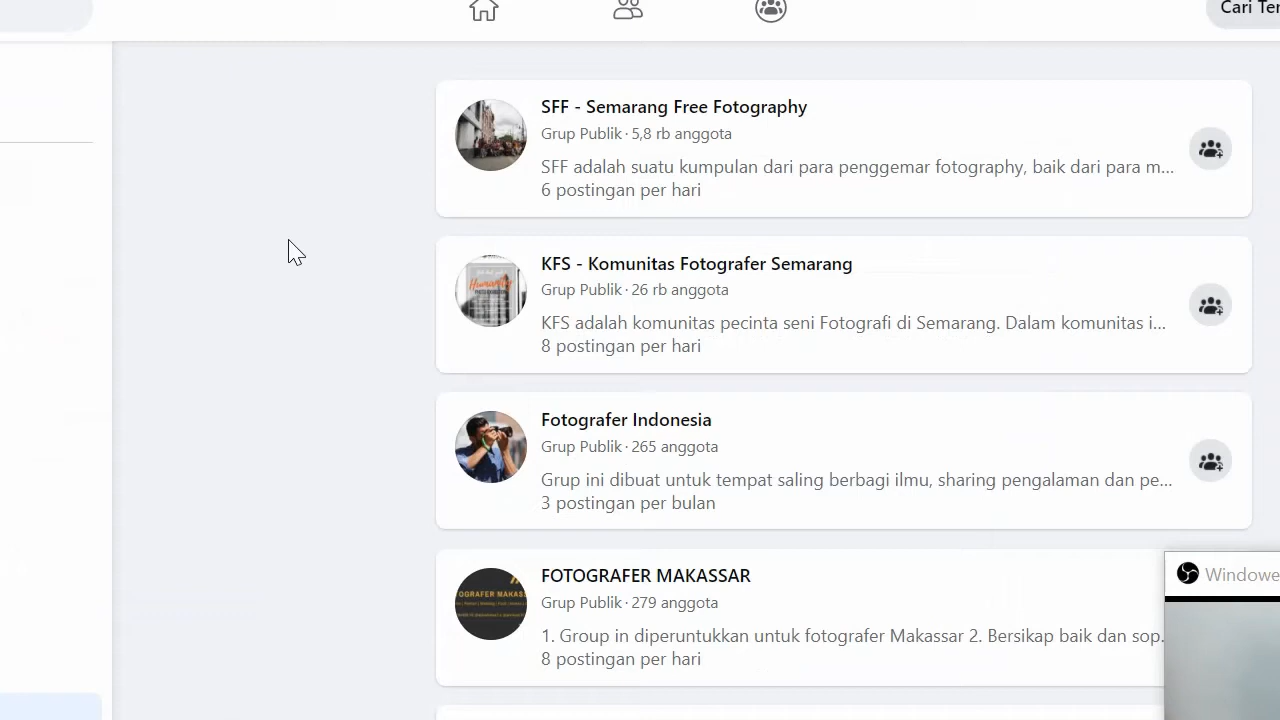 Cari Te
SFF - Semarang Free Fotography
Grup Publik · 5,8 rb anggota
SFF adalah suatu kumpulan dari para penggemar fotography, baik dari para m...
6 postingan per hari
KFS - Komunitas Fotografer Semarang
Grup Publik · 26 rb anggota
KFS adalah komunitas pecinta seni Fotografi di Semarang. Dalam komunitas i...
8 postingan per hari
Humanity
Fotografer Indonesia
Grup Publik · 265 anggota
Grup ini dibuat untuk tempat saling berbagi ilmu, sharing pengalaman dan pe...
3 postingan per bulan
FOTOGRAFER MAKASSAR
Grup Publik · 279 anggota
1. Group in diperuntukkan untuk fotografer Makassar 2. Bersikap baik dan sop.
8 postingan per hari
OGRAFER MAKAS
Windowe